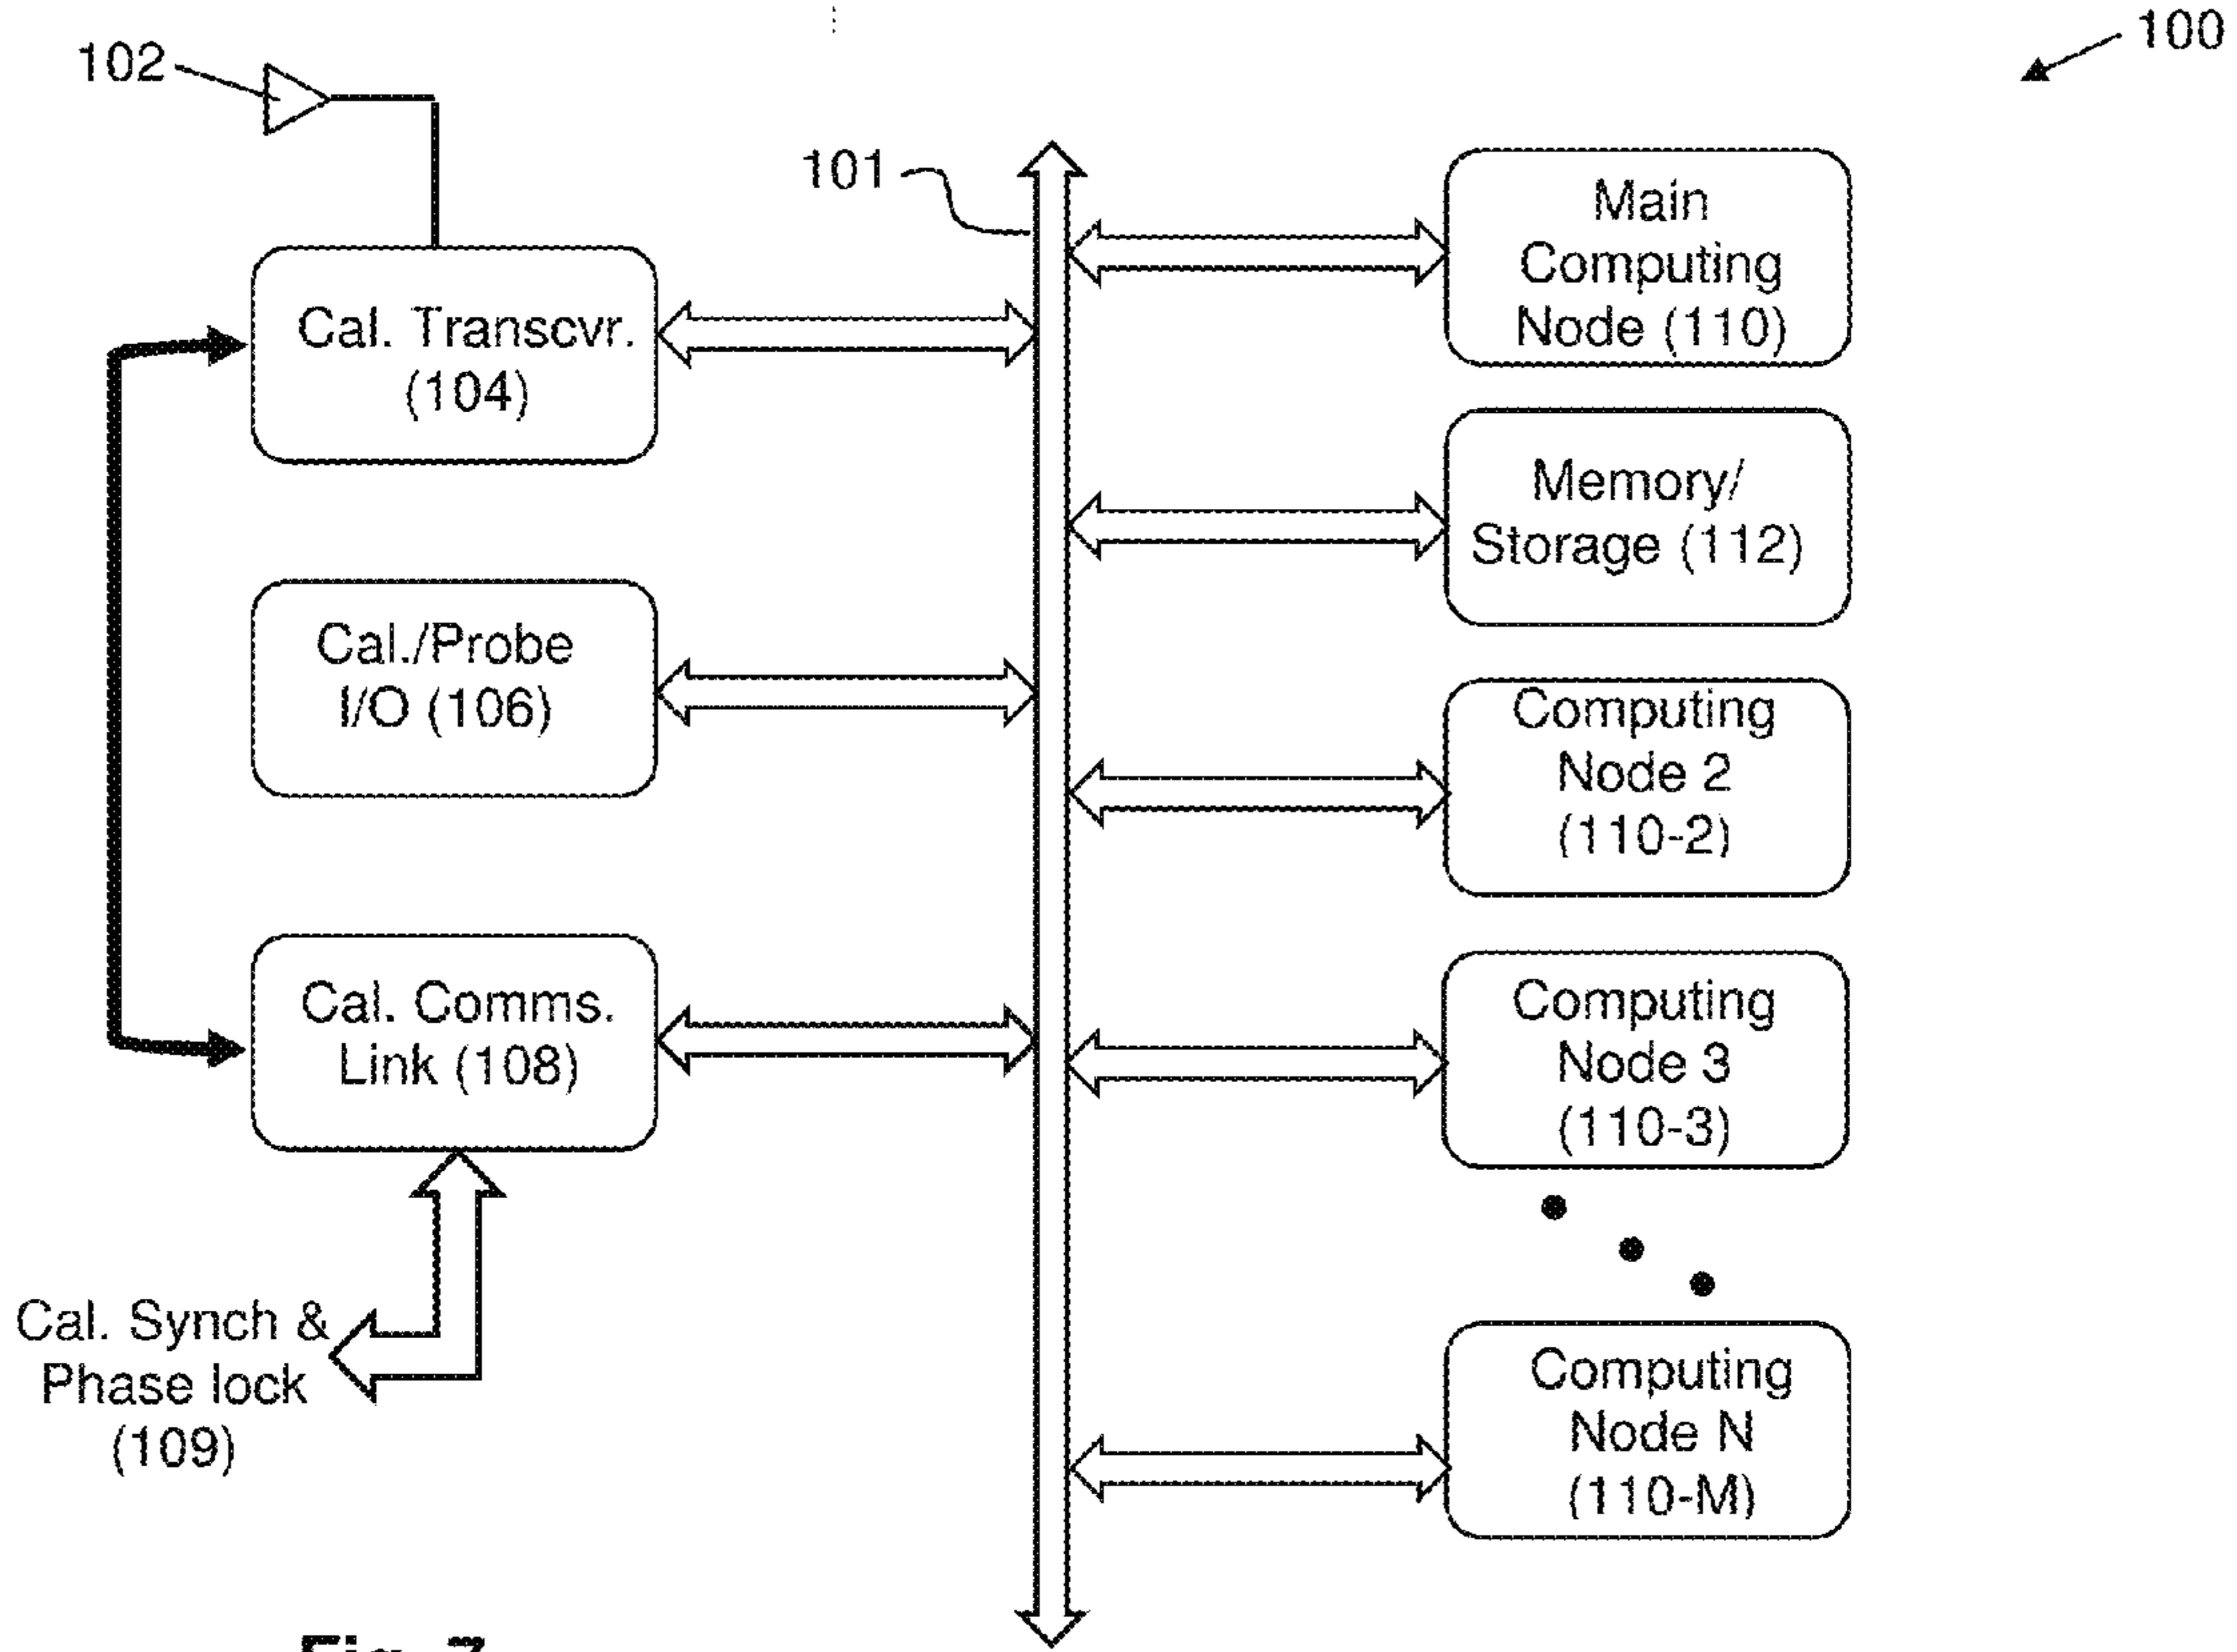 100
102
101
Main
Computing
Node (110)
Cal. Transcvr.
(104)
Memory/
Storage (112)
Cal./Probe
I/O (106)
Computing
Node 2
(110-2)
Cal. Comms.
Link (108)
Computing
Node 3
(110-3)
Cal. Synch &
Phase lock
(109)
Computing
Node N
(110-M)